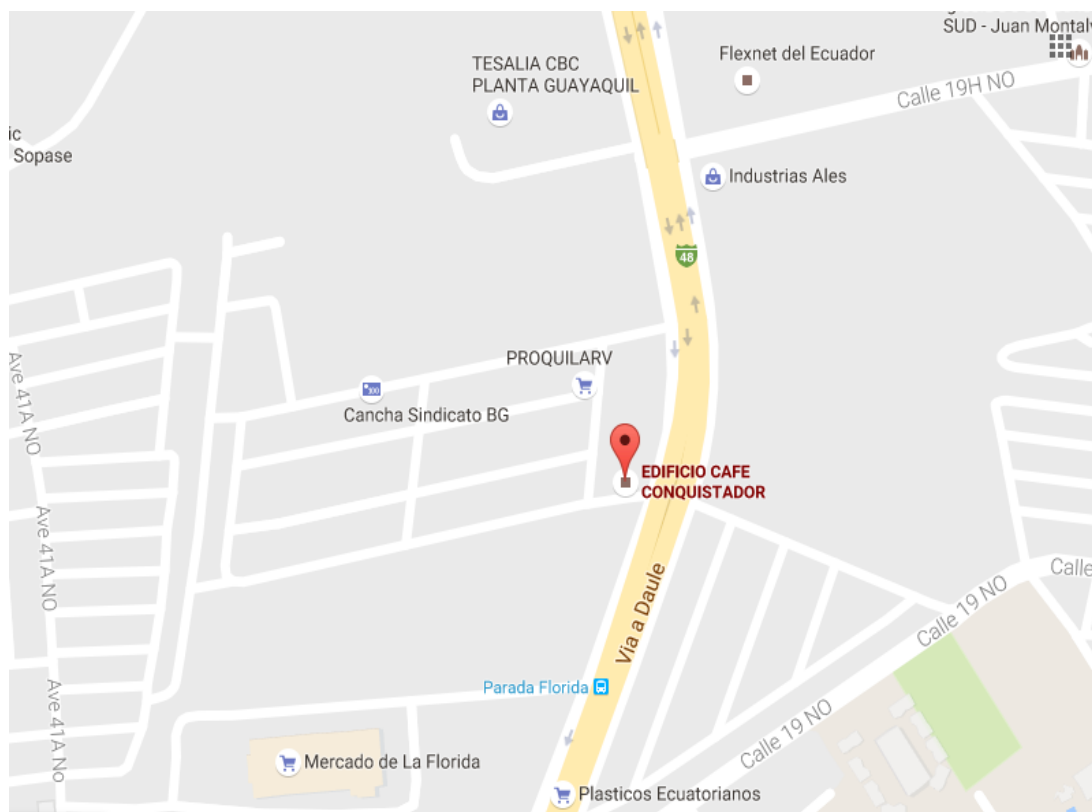 SUD - Juan Montalv
Flexnet del Ecuador
TESALIA CBC
PLANTA GUAYAQUIL
Calle 19H NO
ic
Sopase
Industrias Ales
48
PROQUILARV
Ave 41A NO
Cancha Sindicato BG
EDIFICIO CAFE
CONQUISTADOR
Ave 41A NO
Via a Daule
Calle
Calle 19 NO
Parada Florida
Ave 41A No
Calle 19 NO
Mercado de La Florida
Plasticos Ecuatorianos